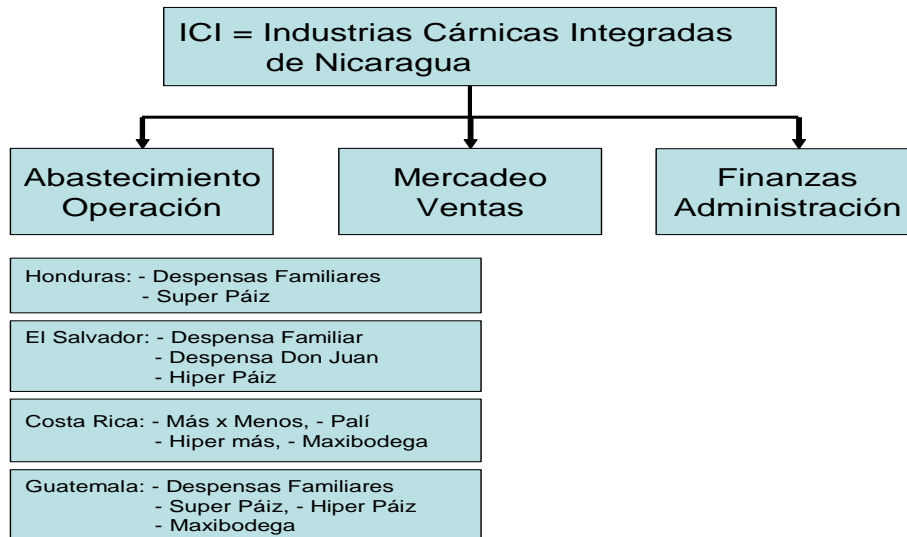 ICI = Industrias Cárnicas Integradas
de Nicaragua
Abastecimiento
Operación
Mercadeo
Ventas
Finanzas
Administración
Honduras: - Despensas Familiares
- Super Páiz
El Salvador: - Despensa Familiar
- Despensa Don Juan
- Hiper Páiz
Costa Rica: - Más x Menos, - Palí
- Hiper más, - Maxibodega
Guatemala: - Despensas Familiares
- Super Páiz, - Hiper Páiz
- Maxibodega